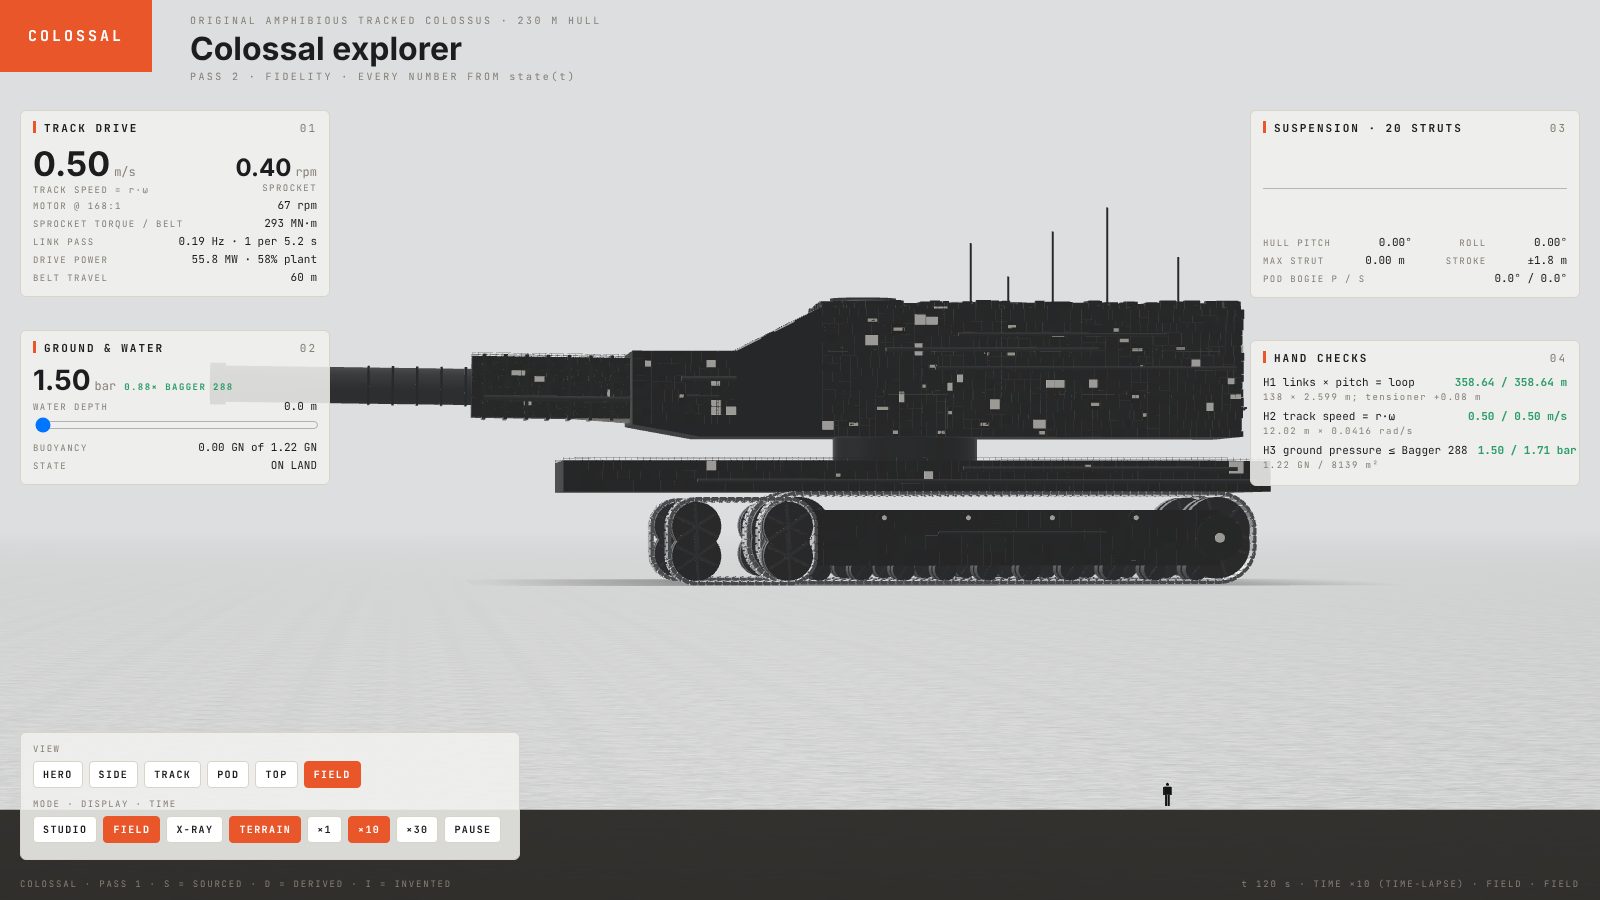 COLOSSAL
ORIGINAL AMPHIBIOUS TRACKED COLOSSUS · 230 M HULL
Colossal explorer
PASS 2 · FIDELITY · EVERY NUMBER FROM state(t)
TRACK DRIVE 01
0.50 m/s 0.40 rpm
TRACK SPEED = r·ω SPROCKET
MOTOR @ 168:1 67 rpm
SPROCKET TORQUE / BELT 293 MN·m
LINK PASS 0.19 Hz · 1 per 5.2 s
DRIVE POWER 55.8 MW · 58% plant
BELT TRAVEL 60 m
GROUND & WATER 02
1.50 bar 0.88× BAGGER 288
WATER DEPTH 0.0 m
BUOYANCY 0.00 GN of 1.22 GN
STATE ON LAND
SUSPENSION · 20 STRUTS 03
HULL PITCH 0.00° ROLL 0.00°
MAX STRUT 0.00 m STROKE ±1.8 m
POD BOGIE P / S 0.0° / 0.0°
HAND CHECKS 04
H1 links × pitch = loop 358.64 / 358.64 m
138 × 2.599 m; tensioner +0.08 m
H2 track speed = r·ω 0.50 / 0.50 m/s
12.02 m × 0.0416 rad/s
H3 ground pressure ≤ Bagger 288 1.50 / 1.71 bar
1.22 GN / 8139 m²
VIEW
HERO SIDE TRACK POD TOP FIELD
MODE · DISPLAY · TIME
STUDIO FIELD X-RAY TERRAIN ×1 ×10 ×30 PAUSE
COLOSSAL · PASS 1 · S = SOURCED · D = DERIVED · I = INVENTED
t 120 s · TIME ×10 (TIME-LAPSE) · FIELD · FIELD